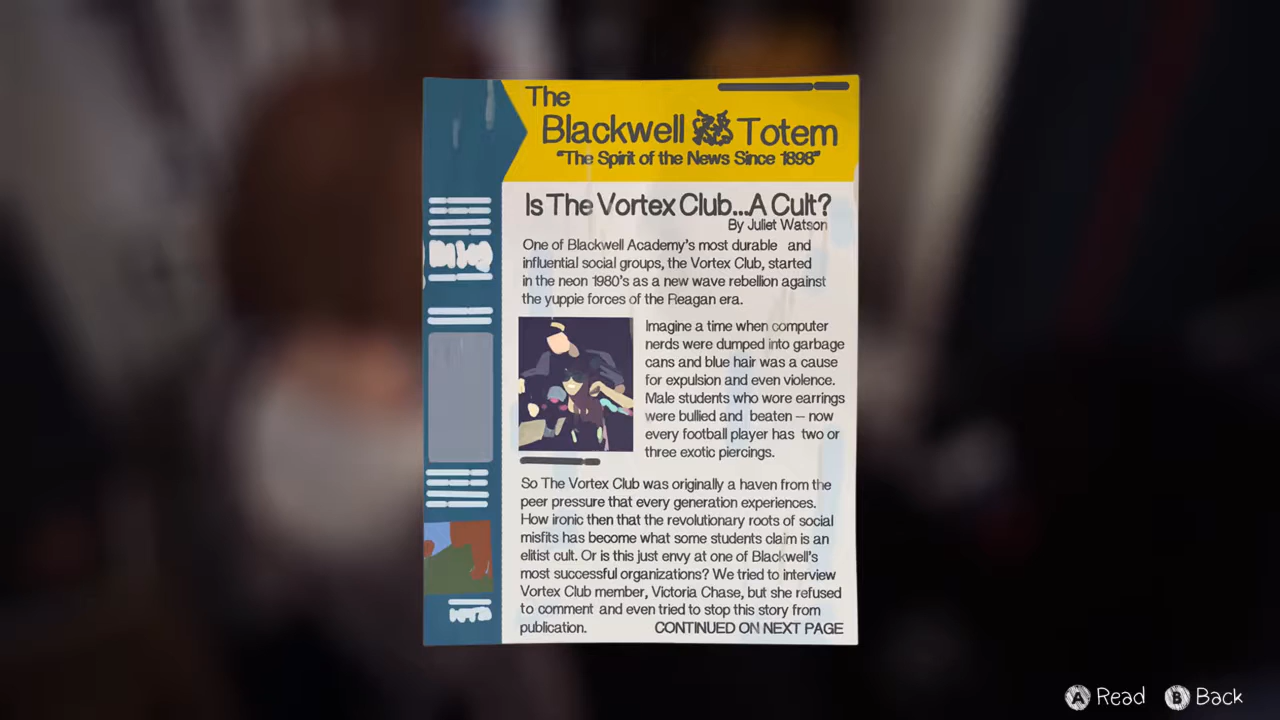 The
Blackwell Totem
"The Spirit of the News Since 1898"
Is The Vortex Club...A Cult?
By Juliet Watson
One of Blackwell Academy's most durable and
influential social groups, the Vortex Club, started
in the neon 1980's as a new wave rebellion against
the yuppie forces of the Reagan era.
Imagine a time when computer
nerds were dumped into garbage
cans and blue hair was a cause
for expulsion and even violence.
Male students who wore earrings
were bullied and beaten – now
every football player has two or
three exotic piercings.
So The Vortex Club was originally a haven from the
peer pressure that every generation experiences.
How ironic then that the revolutionary roots of social
misfits has become what some students claim is an
elitist cult. Or is this just envy at one of Blackwell's
most successful organizations? We tried to interview
Vortex Club member, Victoria Chase, but she refused
to comment and even tried to stop this story from
publication.
CONTINUED ON NEXT PAGE
A Read B Back